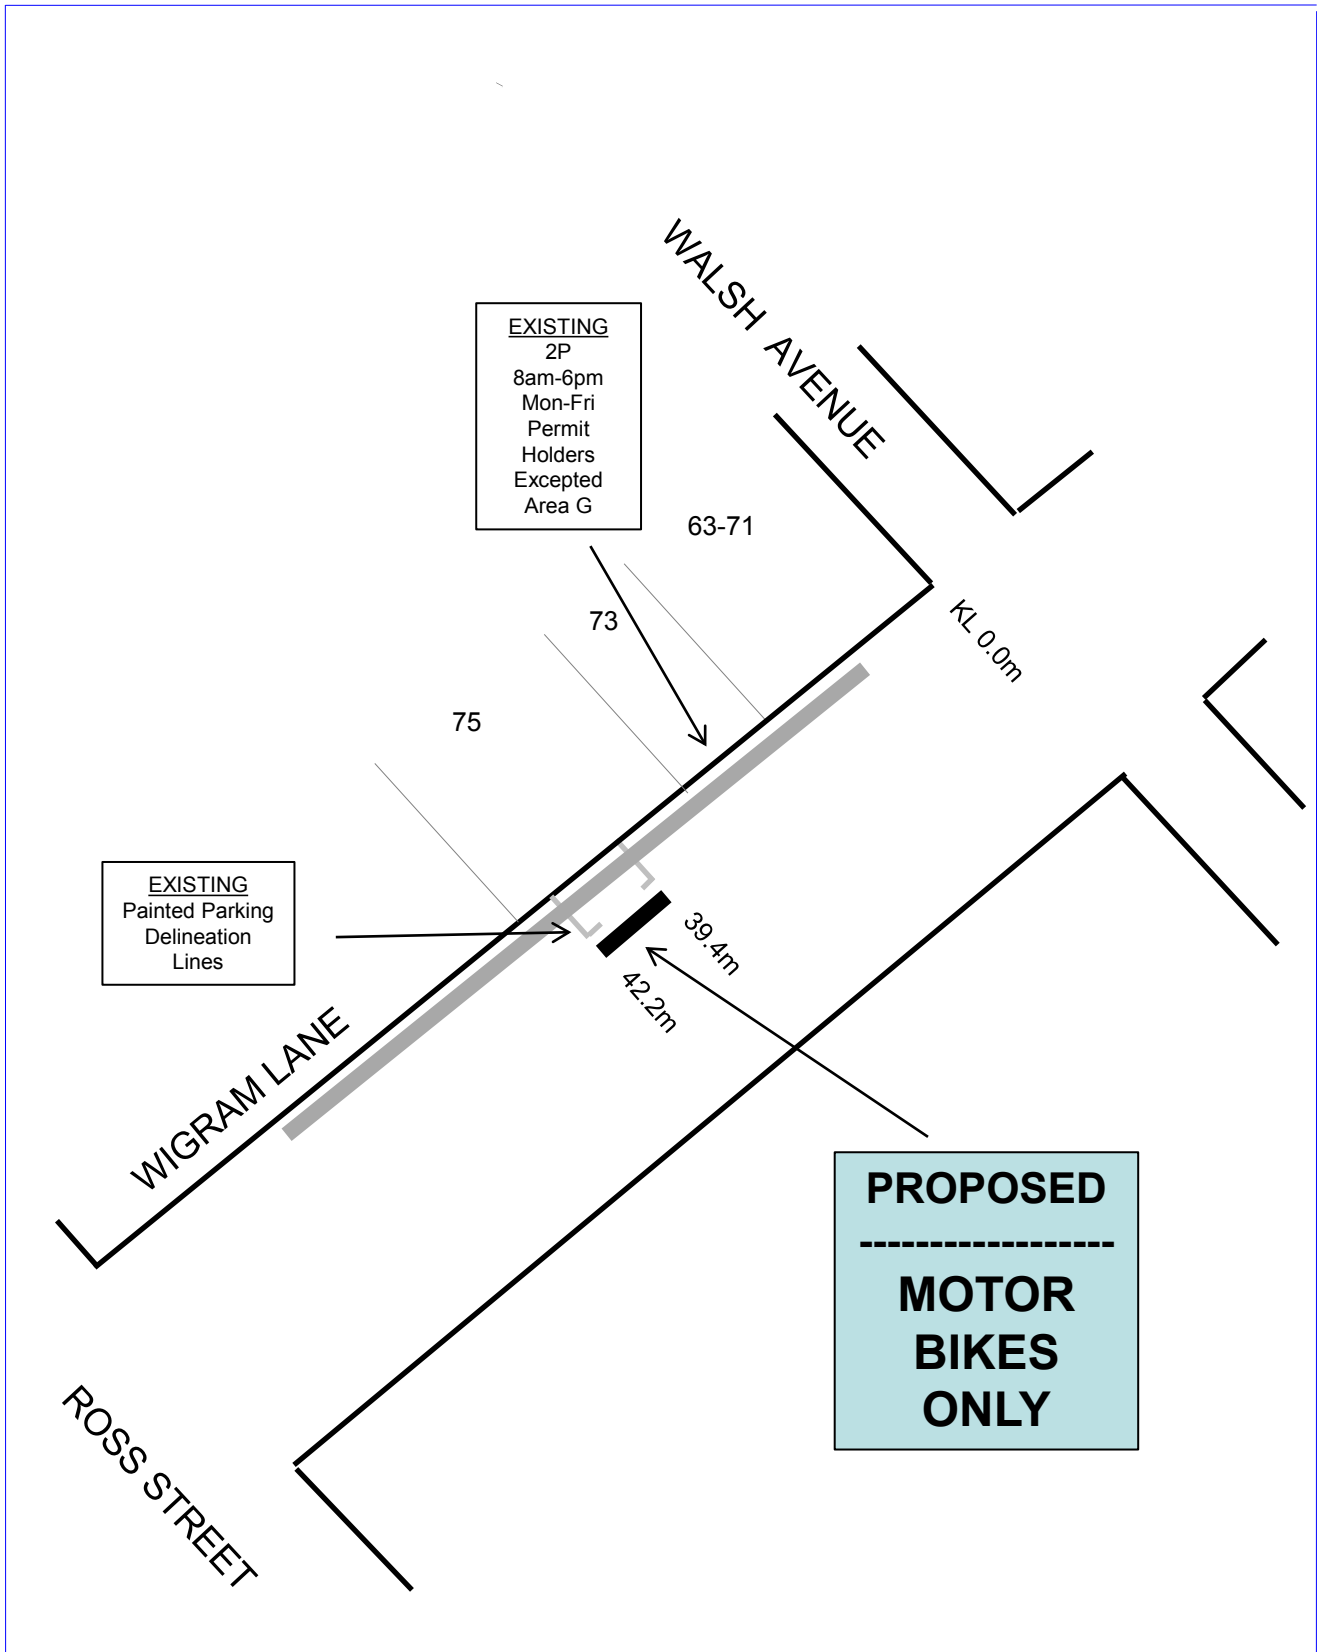 WALSH AVENUE
EXISTING
2P
8am-6pm
Mon-Fri
Permit
Holders
Excepted
Area G
63-71
73
KL 0.0m
75
EXISTING
Painted Parking
Delineation
Lines
39.4m
42.2m
WIGRAM LANE
PROPOSED
------------------
MOTOR
BIKES
ONLY
ROSS STREET